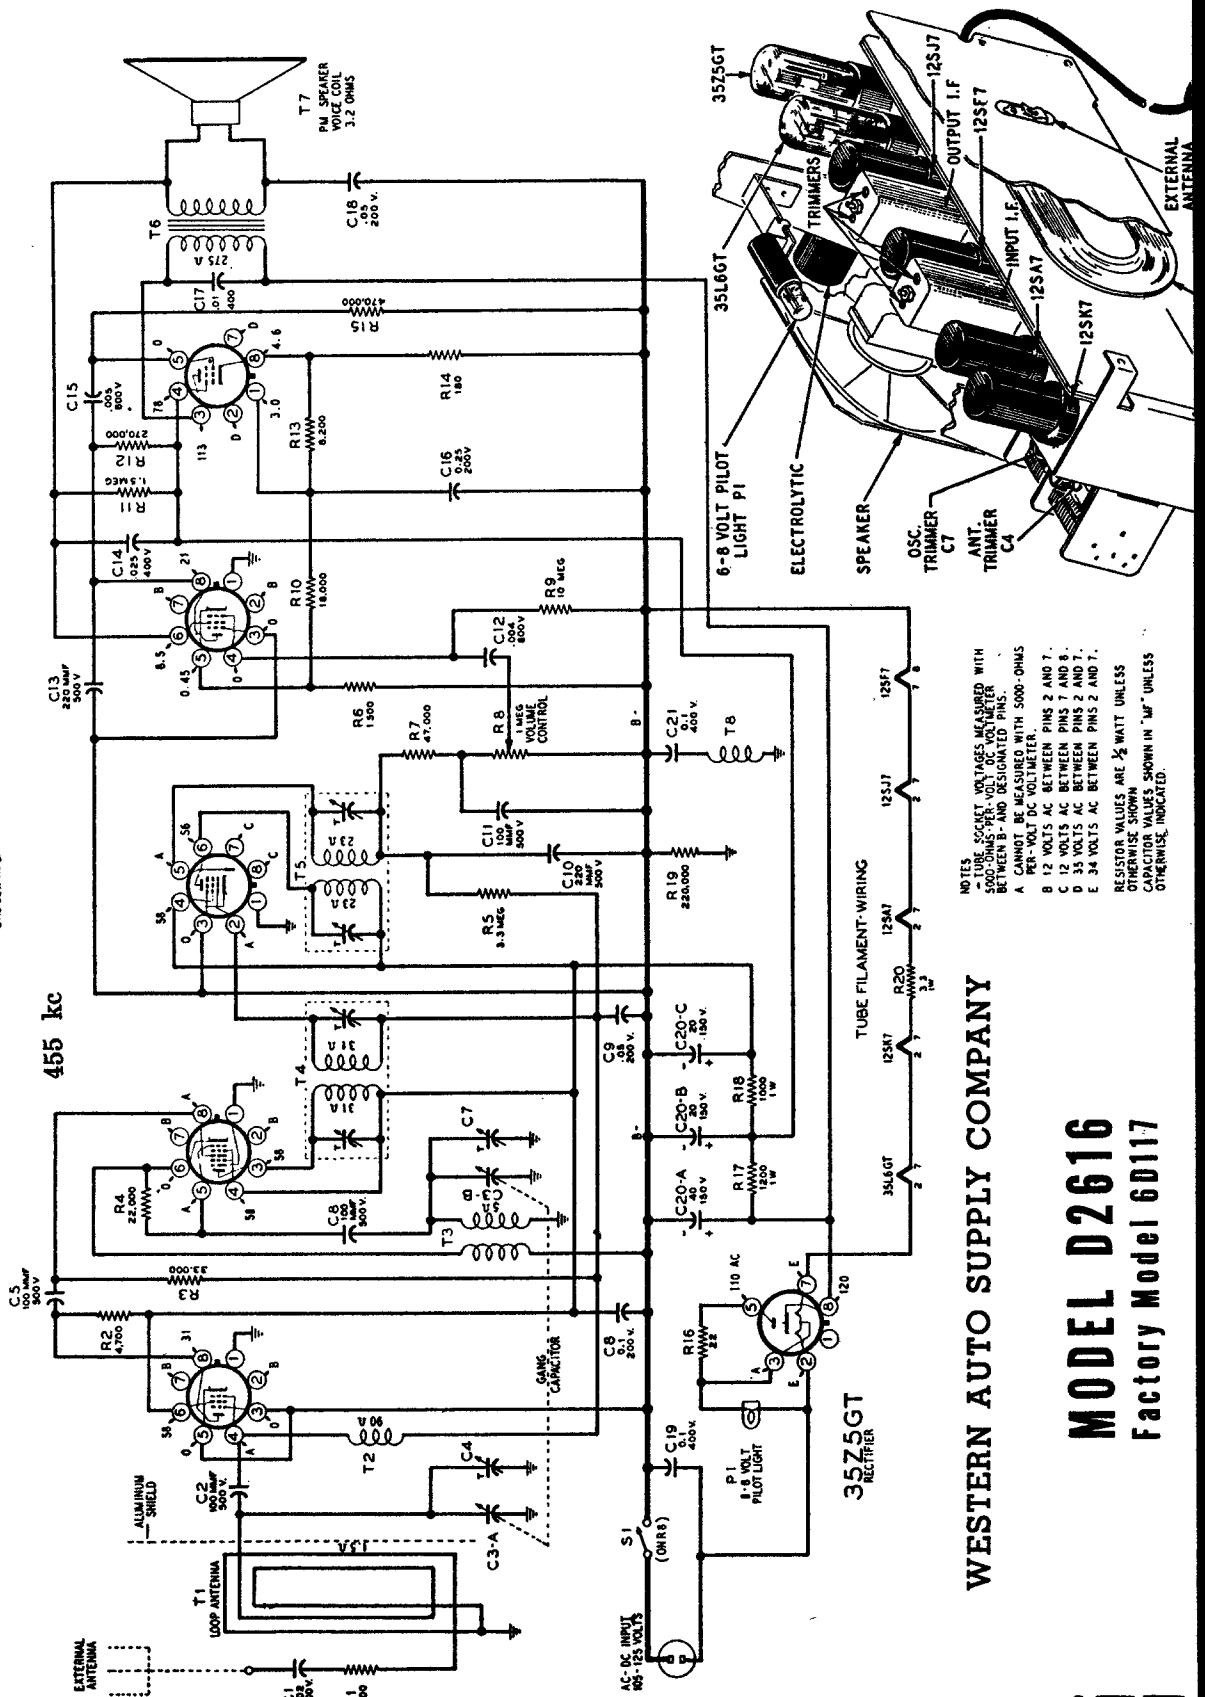 455 kc
EXTERNAL
ANTENNA
T1
LOOP ANTENNA
1.5Ω
ALUMINUM
SHIELD
C2
100 MMF
500 V.
C3-A
C4
GANG
CAPACITOR
T2
90 Ω
R2
4,700
C5
100 MMF
500 V
R3
33,000
R4
22,000
C8
100
MMF
500 V.
T3
C3-B
C7
T4
31Ω
31Ω
C8
0.1
200 V.
C9
.05
200 V.
T5
23Ω
23Ω
R5
3.3 MEG
C10
220
MMF
500 V
C11
100
MMF
500 V
R7
47,000
R8
1 MEG
VOLUME
CONTROL
R6
1500
C12
.004
600V
R9
10 MEG
R10
18,000
C13
220 MMF
500 V
C14
.025
400 V
R11
1.5 MEG
R12
270,000
C15
.005
600V
R13
8,200
C16
0.25
200V
R14
180
R15
470,000
C17
.01
400
T6
275 Ω
C18
.05
200 V.
T7
PM SPEAKER
VOICE COIL
3.2 OHMS
R19
220,000
C21
0.1
400 V.
T8
B-
B-
C20-A
40
150 V
C20-B
20
150 V.
C20-C
20
150 V.
R17
1200
1W
R18
1000
1W
AC-DC INPUT
105-125 VOLTS
S1
(ON R8)
C19
0.1
400V.
P1
6-8 VOLT
PILOT LIGHT
R16
22
110 AC
120
35Z5GT
RECTIFIER
TUBE FILAMENT-WIRING
35L6GT
12SK7
R20
3.3
1W
12SA7
12SJ7
12SF7
NOTES
- TUBE SOCKET VOLTAGES MEASURED WITH
5000-OHMS-PER-VOLT DC VOLTMETER
BETWEEN B- AND DESIGNATED PINS.
A CANNOT BE MEASURED WITH 5000-OHMS
PER-VOLT DC VOLTMETER.
B 12 VOLTS AC BETWEEN PINS 2 AND 7.
C 12 VOLTS AC BETWEEN PINS 7 AND 8.
D 35 VOLTS AC BETWEEN PINS 2 AND 7.
E 34 VOLTS AC BETWEEN PINS 2 AND 7.
RESISTOR VALUES ARE ½ WATT UNLESS
OTHERWISE SHOWN
CAPACITOR VALUES SHOWN IN "MF" UNLESS
OTHERWISE INDICATED.
6-8 VOLT PILOT
LIGHT P1
ELECTROLYTIC
SPEAKER
OSC.
TRIMMER
C7
ANT.
TRIMMER
C4
35L6GT
35Z5GT
TRIMMERS
12SJ7
OUTPUT I.F
12SF7
INPUT I.F.
12SA7
12SK7
EXTERNAL
ANTENNA
WESTERN AUTO SUPPLY COMPANY
MODEL D2616
Factory Model 6D117